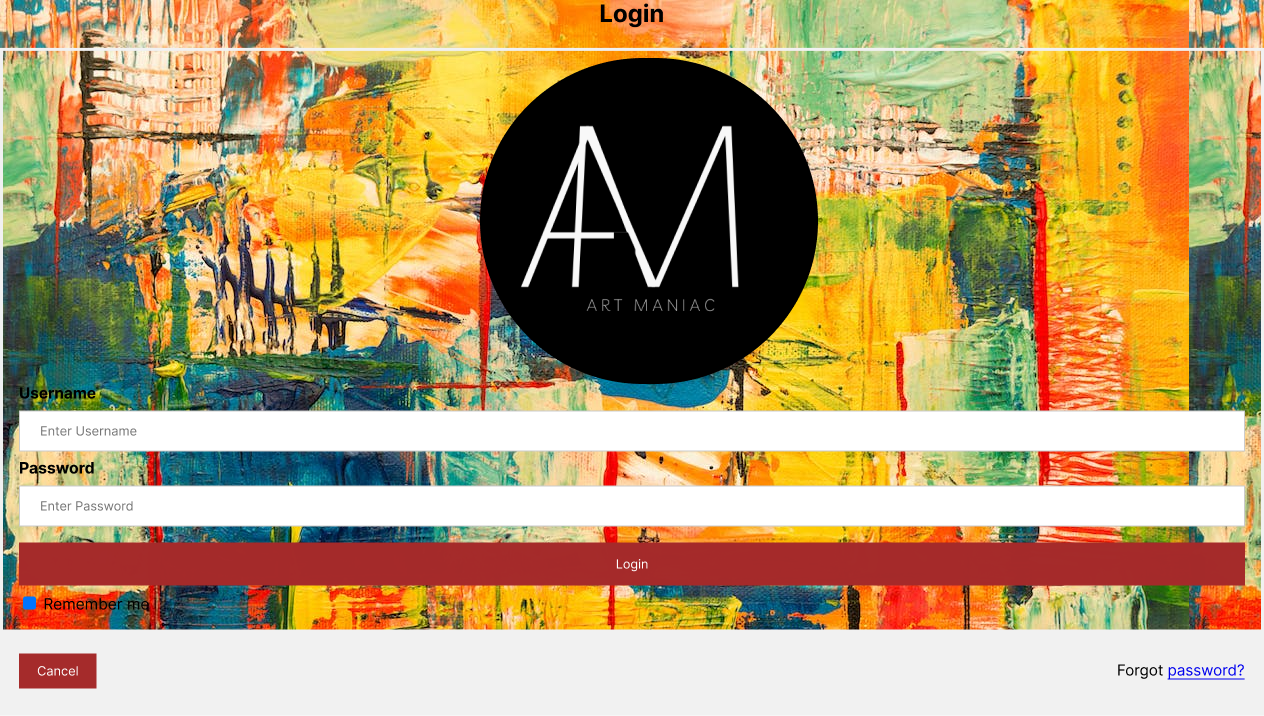 Login
AM
ART MANIAC
Username
Enter Username
Password
Enter Password
Login
Remember me
Cancel
Forgot password?